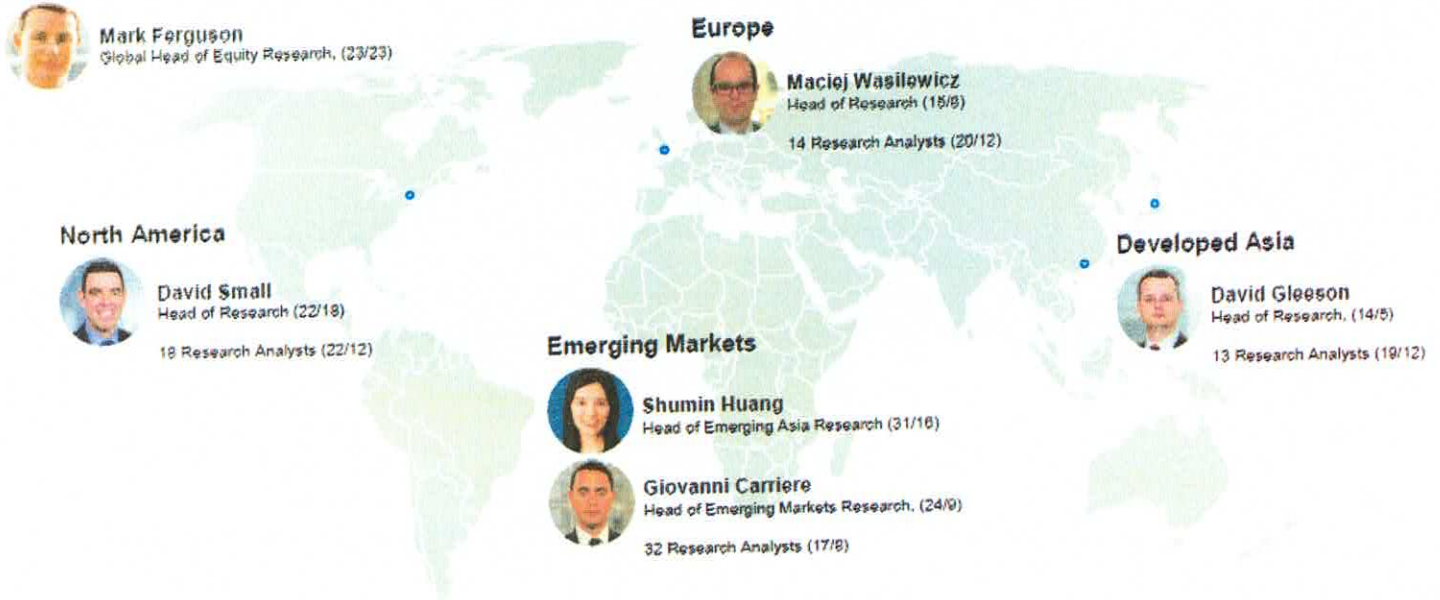 Mark Ferguson
Global Head of Equity Research, (23/23)
Europe
Maciej Wasilewicz
Head of Research (15/8)
14 Research Analysts (20/12)
North America
David Small
Head of Research (22/18)
18 Research Analysts (22/12)
Developed Asia
David Gleeson
Head of Research, (14/5)
13 Research Analysts (19/12)
Emerging Markets
Shumin Huang
Head of Emerging Asia Research (31/16)
Giovanni Carriere
Head of Emerging Markets Research, (24/9)
32 Research Analysts (17/8)